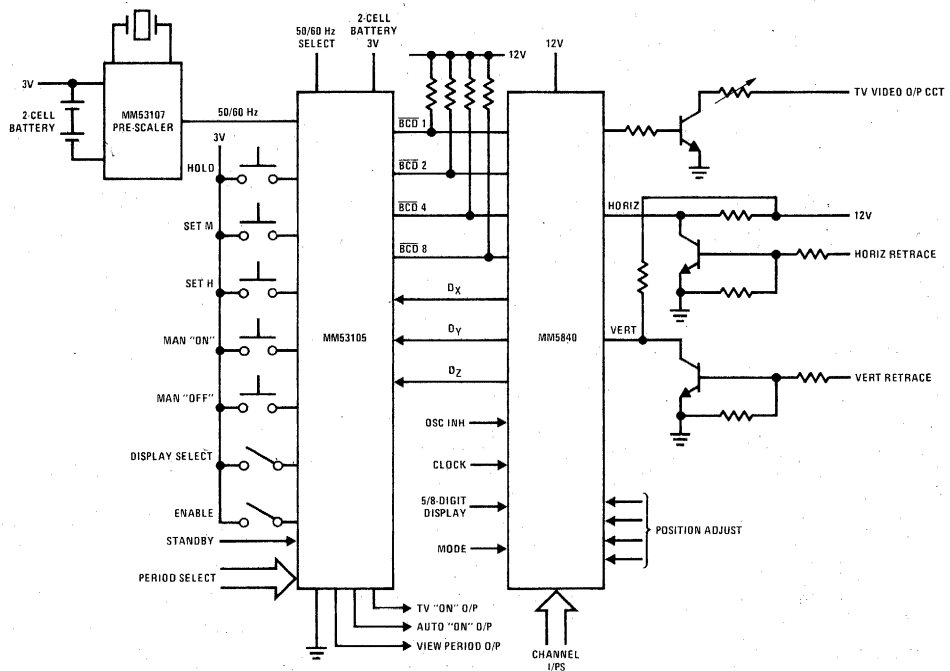 50/60 Hz
SELECT
2-CELL
BATTERY
3V
12V
12V
3V
2-CELL
BATTERY
MM53107
PRE-SCALER
50/60 Hz
3V
HOLD
SET M
SET H
MAN "ON"
MAN "OFF"
DISPLAY SELECT
ENABLE
STANDBY
PERIOD SELECT
MM53105
BCD 1
BCD 2
BCD 4
BCD 8
DX
DY
DZ
OSC INH
CLOCK
5/8-DIGIT
DISPLAY
MODE
MM5840
TV VIDEO O/P CCT
HORIZ
12V
HORIZ RETRACE
VERT
VERT RETRACE
POSITION ADJUST
TV "ON" O/P
AUTO "ON" O/P
VIEW PERIOD O/P
CHANNEL
I/PS